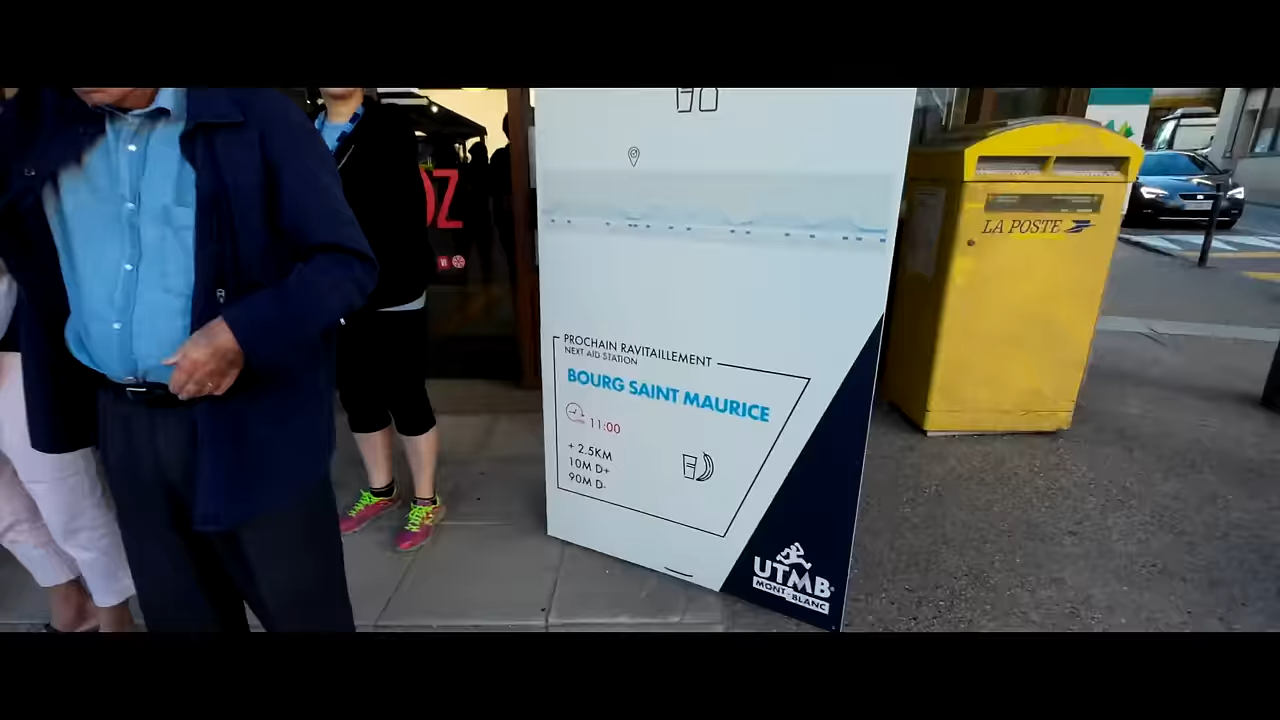 OZ
LA POSTE
PROCHAIN RAVITAILLEMENT
NEXT AID STATION
BOURG SAINT MAURICE
11:00
+ 2.5KM
10M D+
90M D-
UTMB
MONT-BLANC